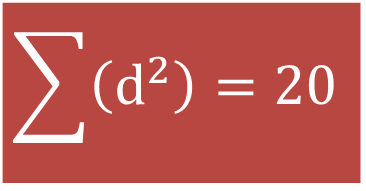 ∑(d²) = 20